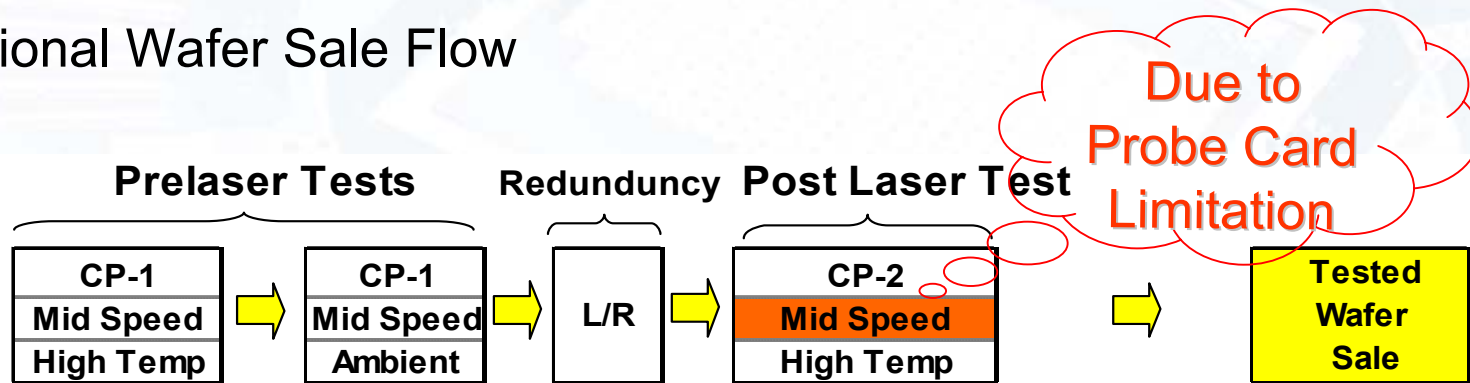 ional Wafer Sale Flow
Due to
Probe Card
Limitation
Prelaser Tests
Redunduncy
Post Laser Test
CP-1
Mid Speed
High Temp
CP-1
Mid Speed
Ambient
L/R
CP-2
Mid Speed
High Temp
Tested
Wafer
Sale